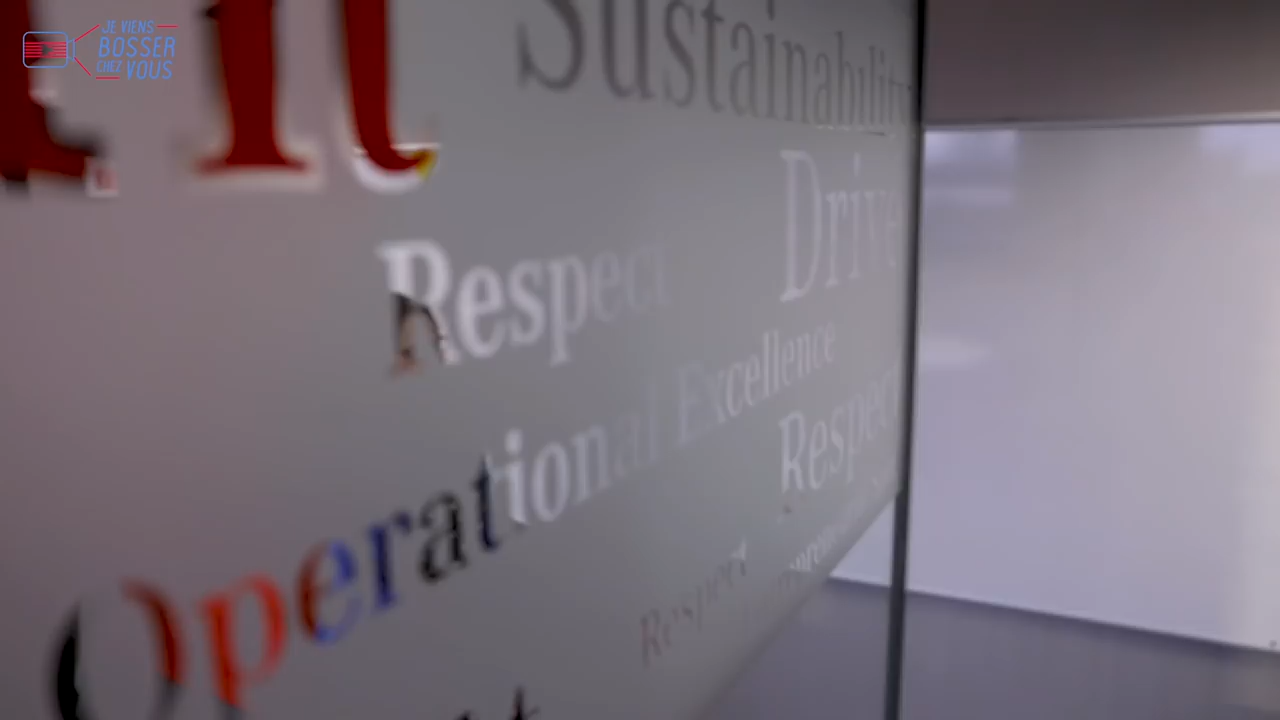 JE VIENS
BOSSER
CHEZ VOUS
Sustainability
Drive
Respect
Operational Excellence
Respect
Respect